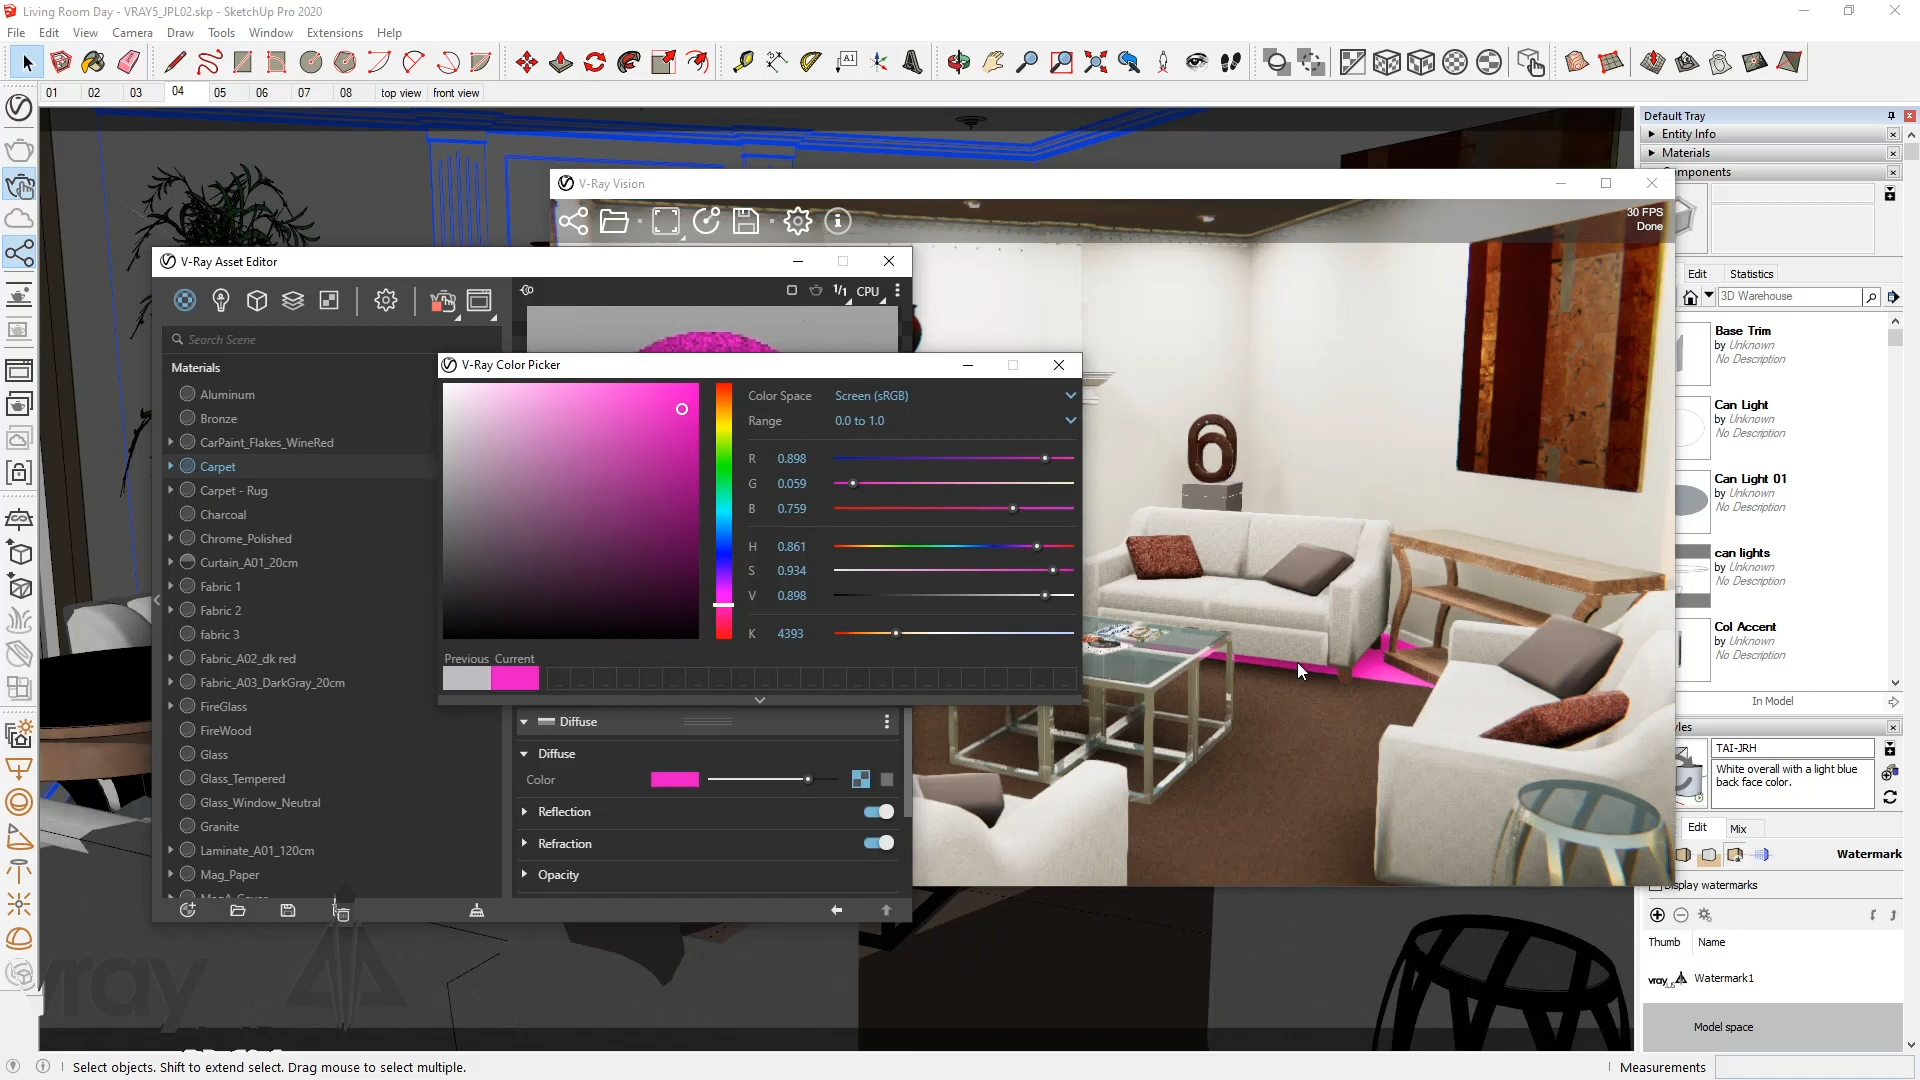 Living Room Day - VRAY5_JPL02.skp - SketchUp Pro 2020
File Edit View Camera Draw Tools Window Extensions Help
01 02 03 04 05 06 07 08 top view front view
Default Tray
Entity Info
Materials
omponents
V-Ray Vision
30 FPS
Done
V-Ray Asset Editor
1/1 CPU
Search Scene
Materials
Aluminum
Bronze
CarPaint_Flakes_WineRed
Carpet
Carpet - Rug
Charcoal
Chrome_Polished
Curtain_A01_20cm
Fabric 1
Fabric 2
fabric 3
Fabric_A02_dk red
Fabric_A03_DarkGray_20cm
FireGlass
FireWood
Glass
Glass_Tempered
Glass_Window_Neutral
Granite
Laminate_A01_120cm
Mag_Paper
V-Ray Color Picker
Color Space Screen (sRGB)
Range 0.0 to 1.0
R 0.898
G 0.059
B 0.759
H 0.861
S 0.934
V 0.898
K 4393
Previous Current
Diffuse
Diffuse
Color
Reflection
Refraction
Opacity
Edit Statistics
3D Warehouse
Base Trim
by Unknown
No Description
Can Light
by Unknown
No Description
Can Light 01
by Unknown
No Description
can lights
by Unknown
No Description
Col Accent
by Unknown
No Description
In Model
yles
TAI-JRH
White overall with a light blue
back face color.
Edit Mix
Watermark
Display watermarks
Thumb Name
vray Watermark1
Model space
vray
Select objects. Shift to extend select. Drag mouse to select multiple.
Measurements